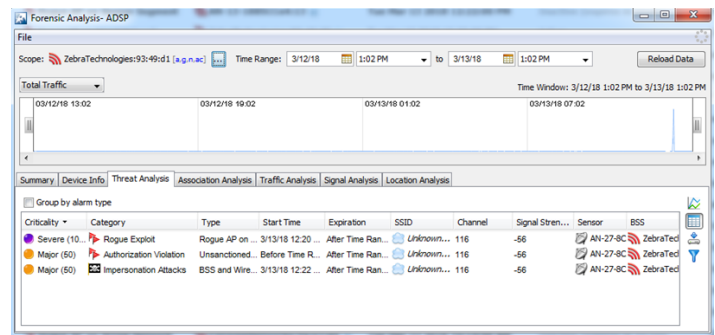 Forensic Analysis- ADSP
File
Scope: ZebraTechnologies:93:49:d1 [a.g.n.ac] ... Time Range: 3/12/18 1:02 PM to 3/13/18 1:02 PM Reload Data
Total Traffic Time Window: 3/12/18 1:02 PM to 3/13/18 1:02 PM
03/12/18 13:02 03/12/18 19:02 03/13/18 01:02 03/13/18 07:02
Summary Device Info Threat Analysis Association Analysis Traffic Analysis Signal Analysis Location Analysis
Group by alarm type
Criticality Category Type Start Time Expiration SSID Channel Signal Stren... Sensor BSS
Severe (10... Rogue Exploit Rogue AP on ... 3/13/18 12:20 ... After Time Ran... Unknown... 116 -56 AN-27-8C ZebraTecl
Major (50) Authorization Violation Unsanctioned... Before Time R... After Time Ran... Unknown... 116 -56 AN-27-8C ZebraTecl
Major (50) Impersonation Attacks BSS and Wire... 3/13/18 12:22 ... After Time Ran... Unknown... 116 -56 AN-27-8C ZebraTecl